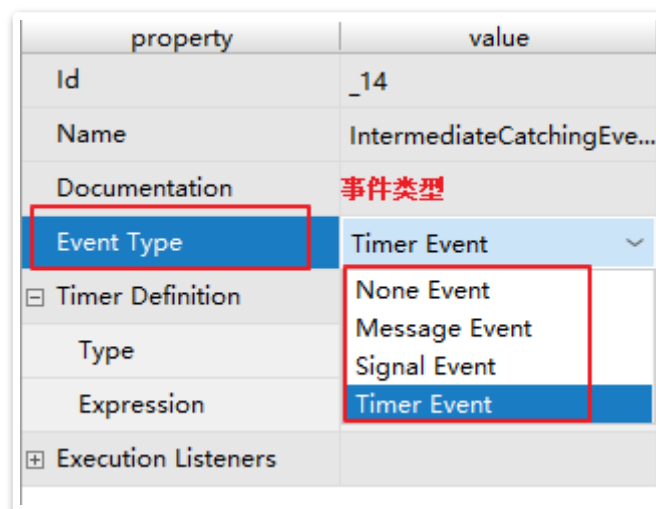 property value
Id _14
Name IntermediateCatchingEve...
Documentation 事件类型
Event Type Timer Event
Timer Definition None Event
Message Event
Type
Signal Event
Expression Timer Event
Execution Listeners